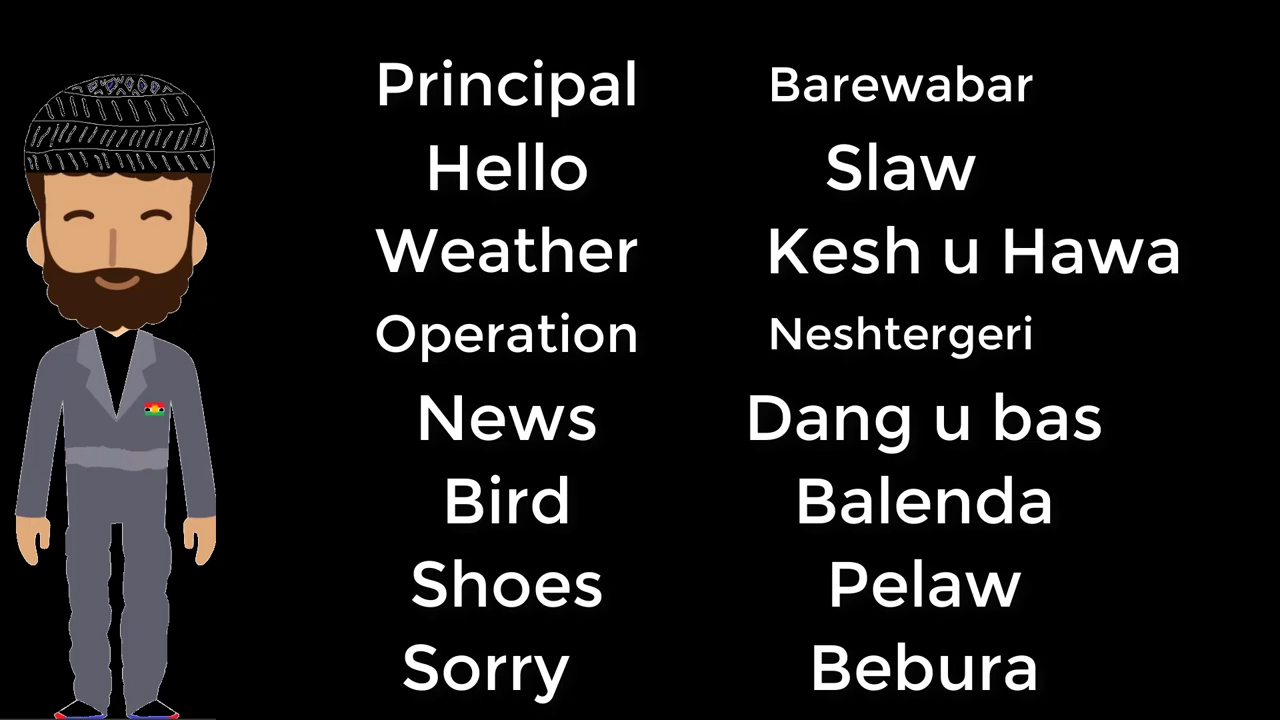 Principal Barewabar
Hello Slaw
Weather Kesh u Hawa
Operation Neshtergeri
News Dang u bas
Bird Balenda
Shoes Pelaw
Sorry Bebura